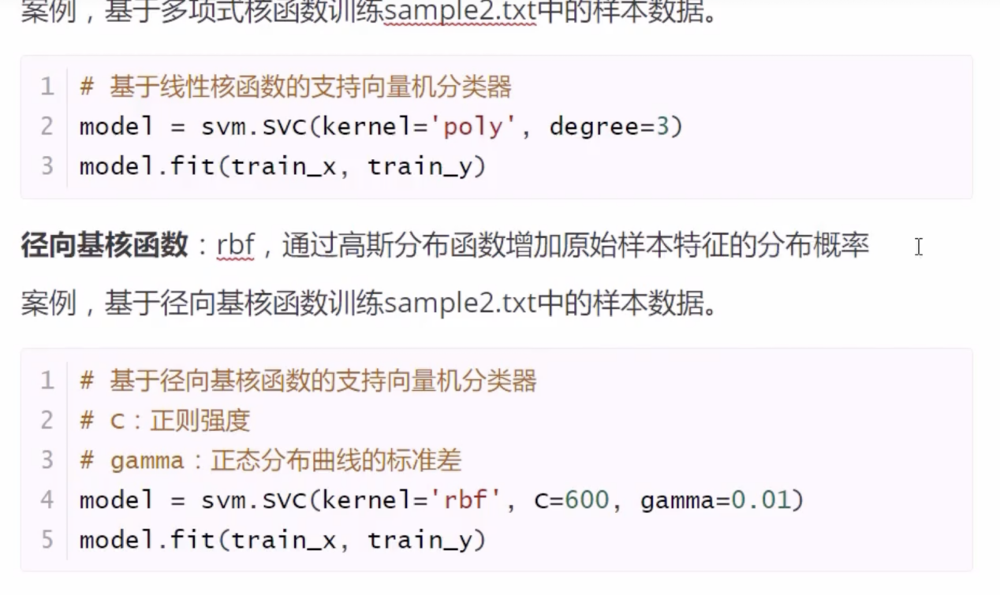 案例，基于多项式核函数训练sample2.txt中的样本数据。
1 # 基于线性核函数的支持向量机分类器
2 model = svm.SVC(kernel='poly', degree=3)
3 model.fit(train_x, train_y)
径向基核函数：rbf，通过高斯分布函数增加原始样本特征的分布概率
案例，基于径向基核函数训练sample2.txt中的样本数据。
1 # 基于径向基核函数的支持向量机分类器
2 # C：正则强度
3 # gamma：正态分布曲线的标准差
4 model = svm.SVC(kernel='rbf', C=600, gamma=0.01)
5 model.fit(train_x, train_y)